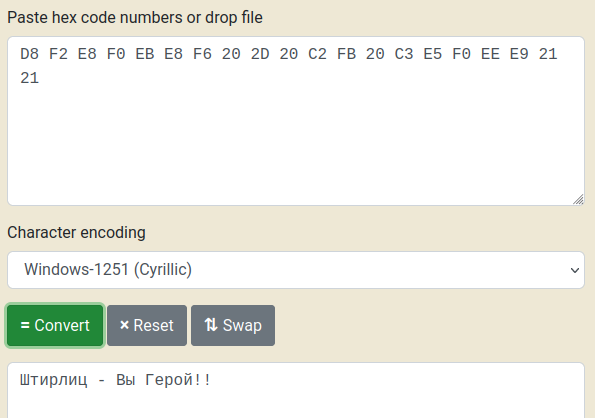 Paste hex code numbers or drop file
D8 F2 E8 F0 EB E8 F6 20 2D 20 C2 FB 20 C3 E5 F0 EE E9 21
21
Character encoding
Windows-1251 (Cyrillic)
= Convert × Reset ⇅ Swap
Штирлиц - Вы Герой!!